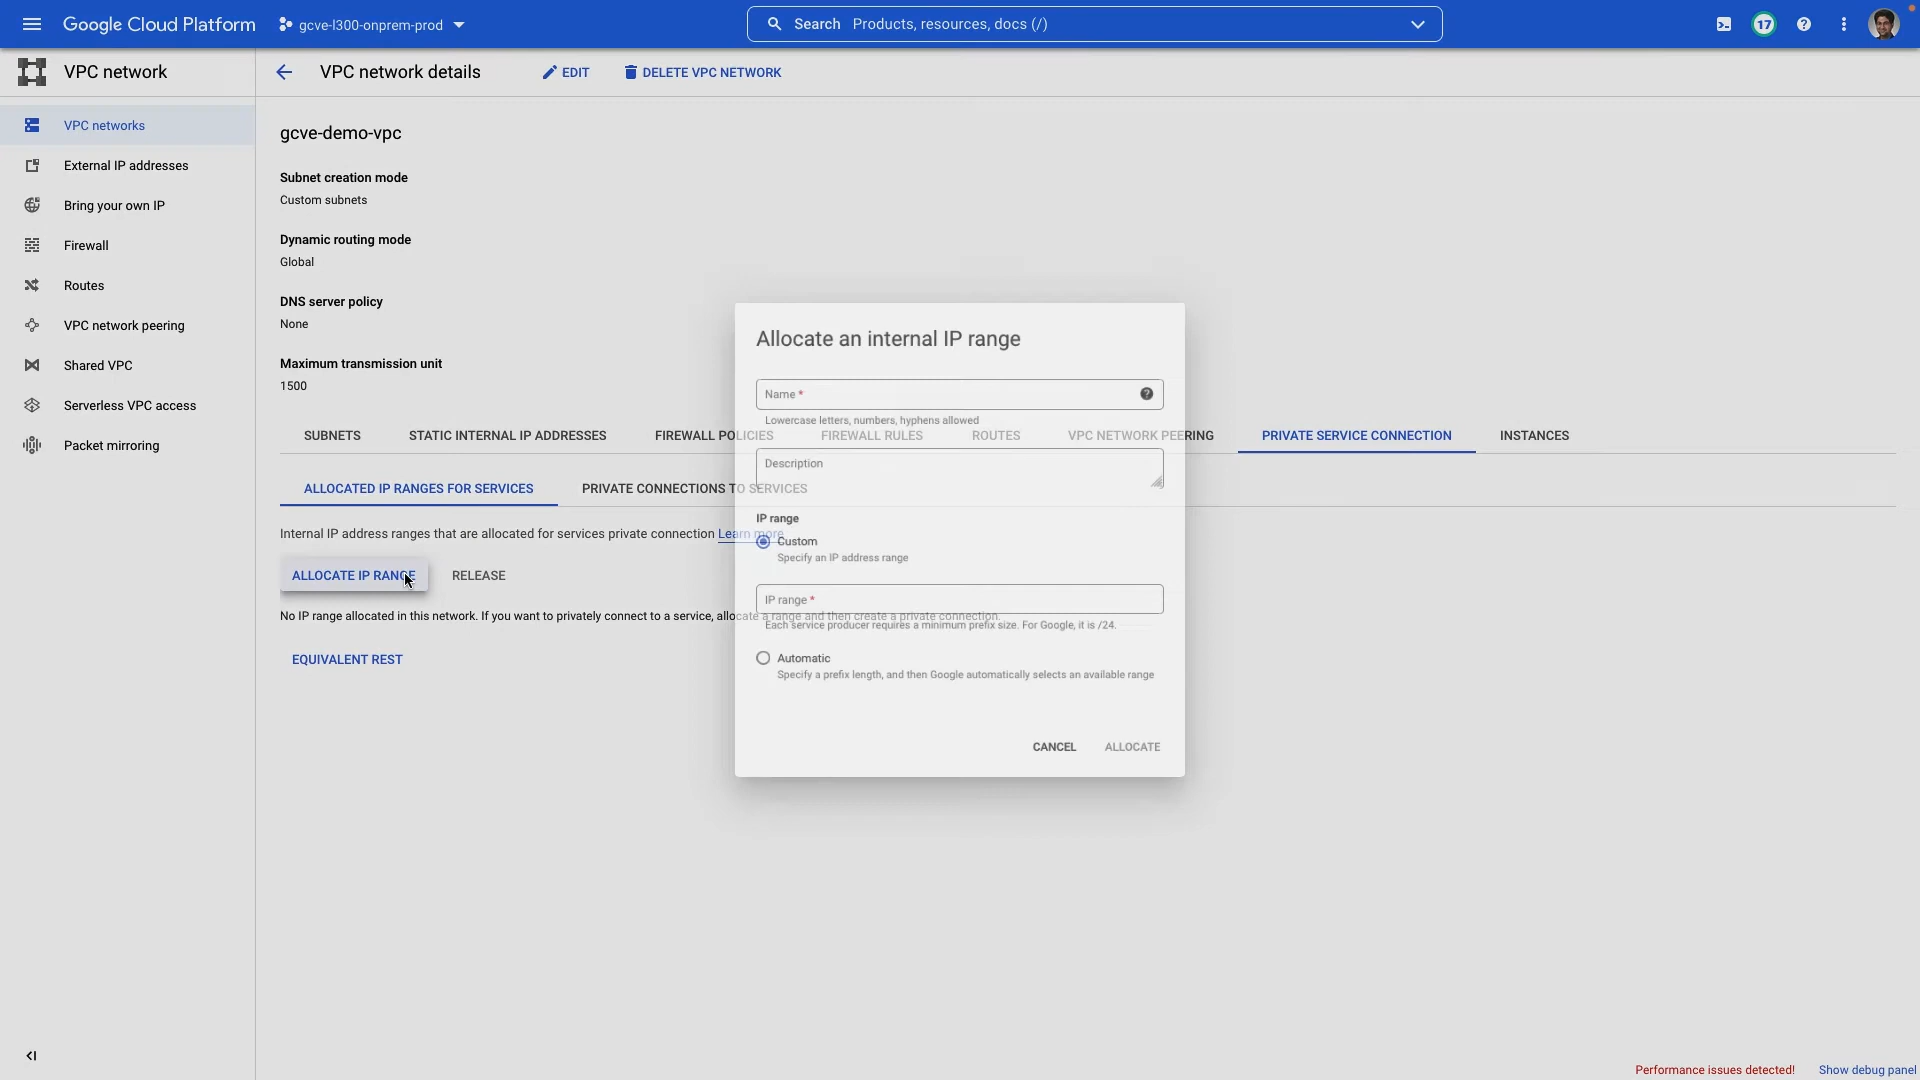 Google Cloud Platform
gcve-l300-onprem-prod
Search Products, resources, docs (/)
17
VPC network
VPC network details
EDIT
DELETE VPC NETWORK
VPC networks
External IP addresses
Bring your own IP
Firewall
Routes
VPC network peering
Shared VPC
Serverless VPC access
Packet mirroring
gcve-demo-vpc
Subnet creation mode
Custom subnets
Dynamic routing mode
Global
DNS server policy
None
Maximum transmission unit
1500
SUBNETS
STATIC INTERNAL IP ADDRESSES
FIREWALL POLICIES
FIREWALL RULES
ROUTES
VPC NETWORK PEERING
PRIVATE SERVICE CONNECTION
INSTANCES
ALLOCATED IP RANGES FOR SERVICES
PRIVATE CONNECTIONS TO SERVICES
Internal IP address ranges that are allocated for services private connection Learn more
ALLOCATE IP RANGE
RELEASE
No IP range allocated in this network. If you want to privately connect to a service, allocate a range and then create a private connection.
EQUIVALENT REST
Allocate an internal IP range
Name *
Lowercase letters, numbers, hyphens allowed
Description
IP range
Custom
Specify an IP address range
IP range *
Each service producer requires a minimum prefix size. For Google, it is /24.
Automatic
Specify a prefix length, and then Google automatically selects an available range
CANCEL
ALLOCATE
Performance issues detected!
Show debug panel